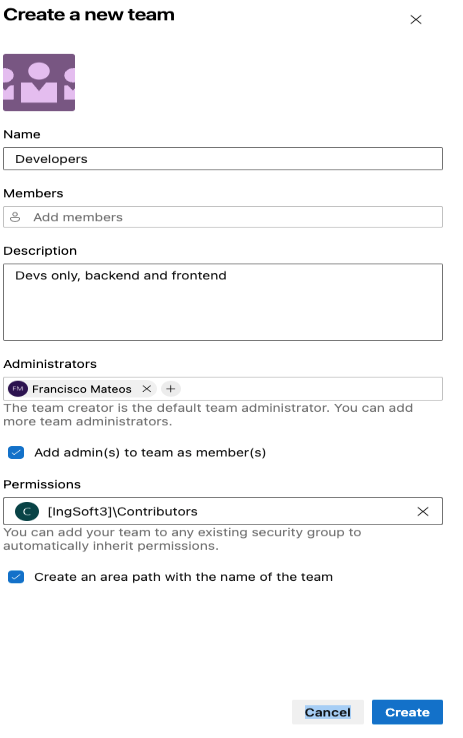 Create a new team
Name
Developers
Members
Add members
Description
Devs only, backend and frontend
Administrators
FM Francisco Mateos
The team creator is the default team administrator. You can add
more team administrators.
Add admin(s) to team as member(s)
Permissions
C [IngSoft3]\Contributors
You can add your team to any existing security group to
automatically inherit permissions.
Create an area path with the name of the team
Cancel Create